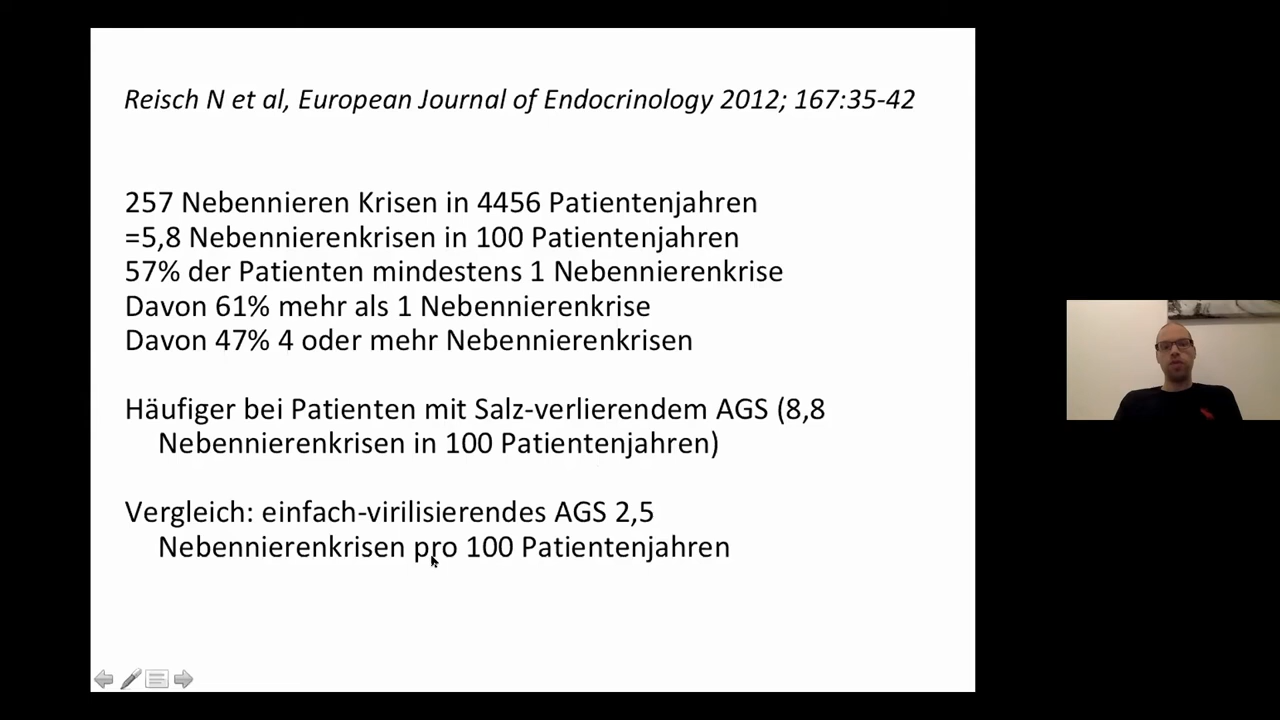 Reisch N et al, European Journal of Endocrinology 2012; 167:35-42
257 Nebennieren Krisen in 4456 Patientenjahren
=5,8 Nebennierenkrisen in 100 Patientenjahren
57% der Patienten mindestens 1 Nebennierenkrise
Davon 61% mehr als 1 Nebennierenkrise
Davon 47% 4 oder mehr Nebennierenkrisen
Häufiger bei Patienten mit Salz-verlierendem AGS (8,8
Nebennierenkrisen in 100 Patientenjahren)
Vergleich: einfach-virilisierendes AGS 2,5
Nebennierenkrisen pro 100 Patientenjahren